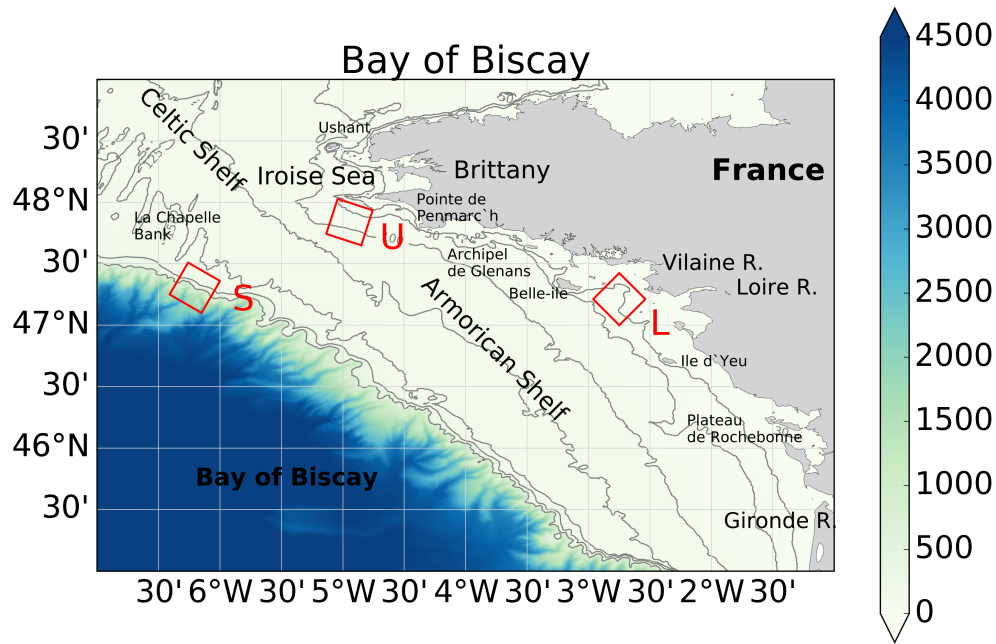 Bay of Biscay
4500
4000
3500
3000
2500
2000
1500
1000
500
0
30'
48°N
30'
47°N
30'
46°N
30'
Celtic Shelf
Ushant
Iroise Sea
Brittany
France
La Chapelle
Bank
Pointe de
Penmarc`h
100
U
Archipel
de Glenans
Vilaine R.
Loire R.
Belle-ile
S
L
Armorican Shelf
Ile d`Yeu
Plateau
de Rochebonne
Bay of Biscay
Gironde R.
30' 6°W 30' 5°W 30' 4°W 30' 3°W 30' 2°W 30'